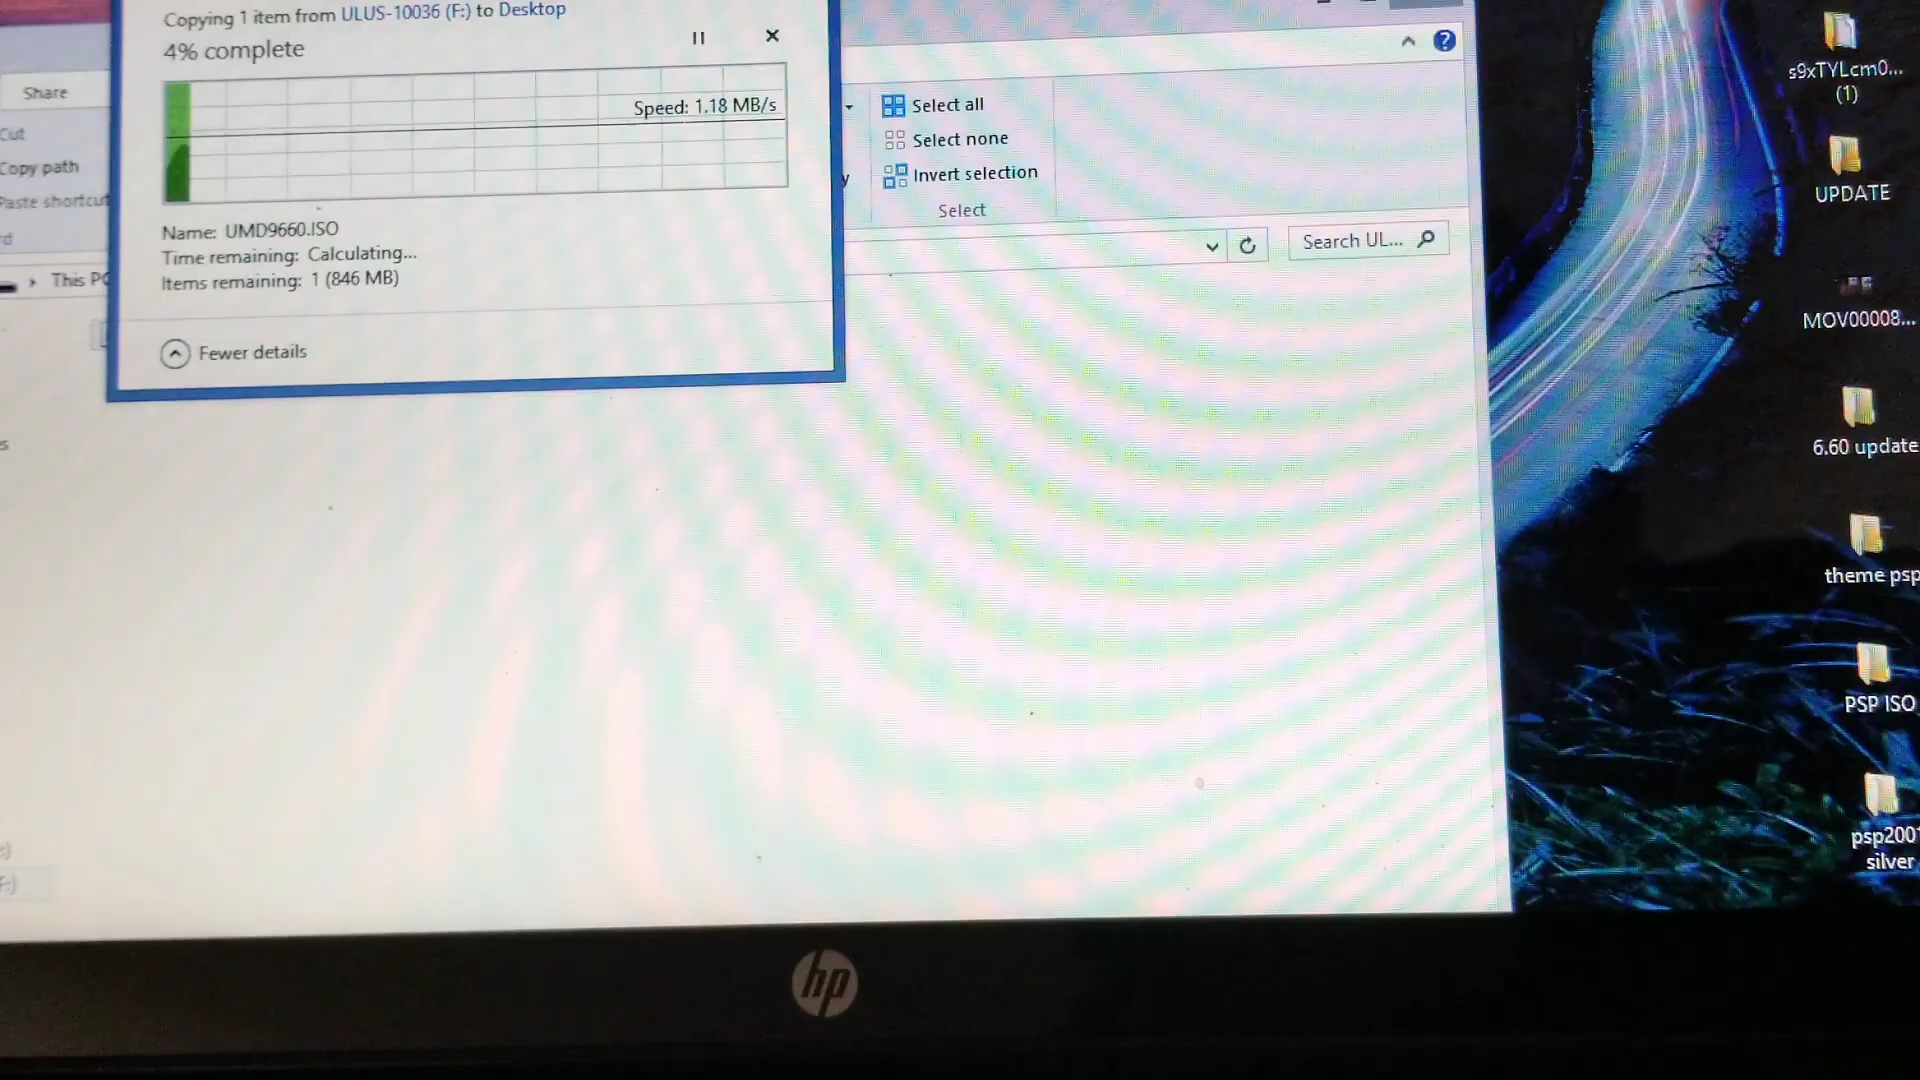 Copying 1 item from ULUS-10036 (F:) to Desktop
4% complete
Speed: 1.18 MB/s
Name: UMD9660.ISO
Time remaining: Calculating...
Items remaining: 1 (846 MB)
Fewer details
Share
Cut
Copy path
Paste shortcut
This PC
Select all
Select none
Invert selection
Select
Search UL...
s9xTYLcm0...
(1)
UPDATE
MOV00008...
6.60 update
theme psp
PSP ISO
psp2001
silver
hp